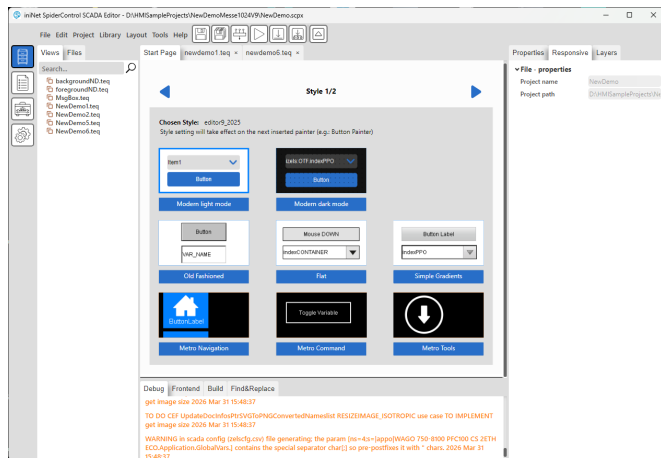 iniNet SpiderControl SCADA Editor - D:\HMISampleProjects\NewDemoMesse1024V9\NewDemo.scpx
File Edit Project Library Layout Tools Help
Views Files
Search...
backgroundND.teq
foregroundND.teq
MsgBox.teq
NewDemo1.teq
NewDemo2.teq
NewDemo5.teq
NewDemo6.teq
Start Page newdemo1.teq × newdemo6.teq ×
Style 1/2
Chosen Style: editor9_2025
Style setting will take effect on the next inserted painter (e.g.: Button Painter)
Item1
Button
Modern light mode
ixels OTF.indexPPO
Button
Modern dark mode
Button
VAR_NAME
Old Fashioned
Mouse DOWN
indexCONTAINER
Flat
Button Label
indexPPO
Simple Gradients
ButtonLabel
Metro Navigation
Toggle Variable
Metro Command
Metro Tools
Properties Responsive Layers
File - properties
Project name NewDemo
Project path D:\HMISampleProjects\Ne
Debug Frontend Build Find&Replace
get image size 2026 Mar 31 15:48:37
TO DO CEF UpdateDocInfosPtrSVGToPNGConvertedNameslist RESIZEIMAGE_ISOTROPIC use case TO IMPLEMENT
get image size 2026 Mar 31 15:48:37
WARNING in scada config (zelscfg.csv) file generating: the param (ns=4;s=|appo|WAGO 750-8100 PFC100 CS 2ETH
ECO.Application.GlobalVars.) contains the special separator char(;) so pre-postfixes it with " chars. 2026 Mar 31
15:48:37